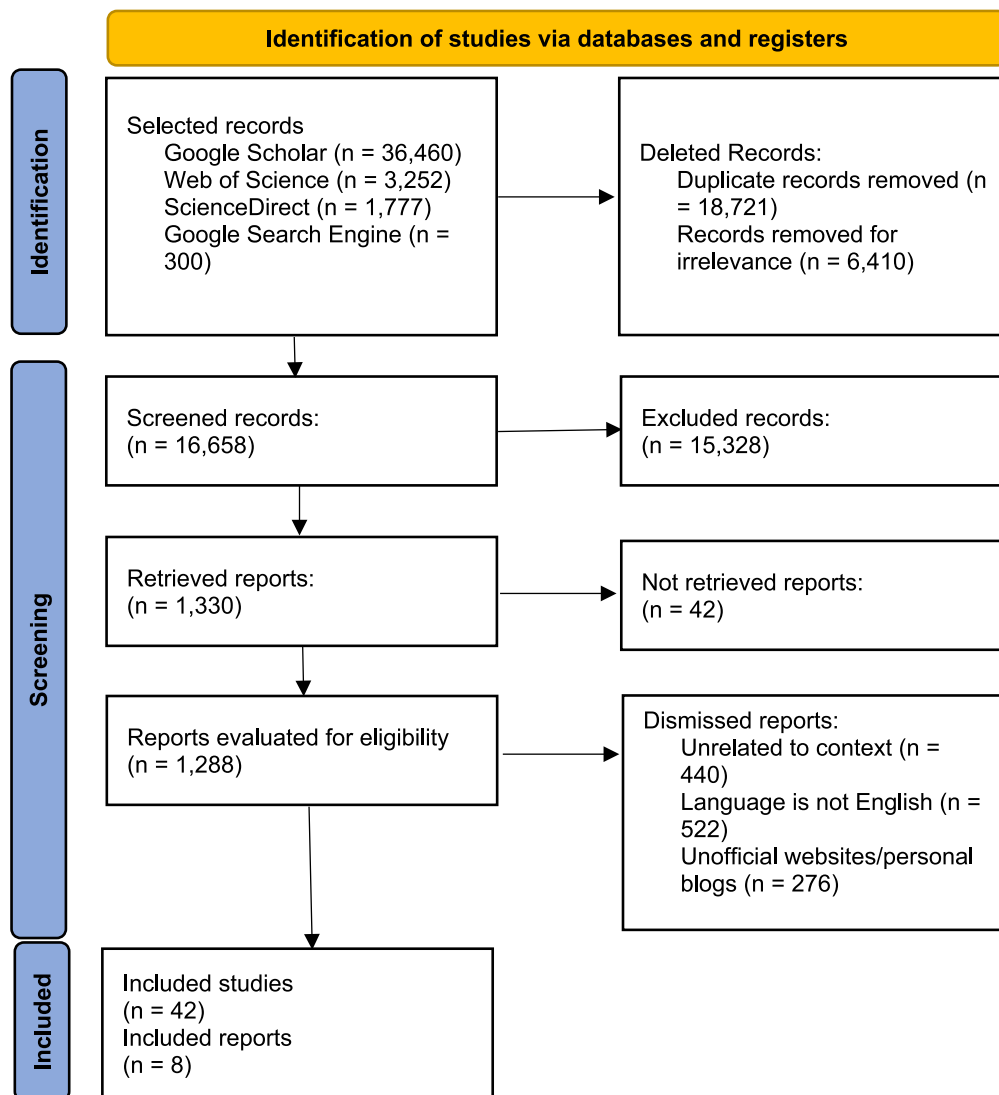 Identification of studies via databases and registers
Identification
Selected records
Google Scholar (n = 36,460)
Web of Science (n = 3,252)
ScienceDirect (n = 1,777)
Google Search Engine (n =
300)
Deleted Records:
Duplicate records removed (n
= 18,721)
Records removed for
irrelevance (n = 6,410)
Screening
Screened records:
(n = 16,658)
Excluded records:
(n = 15,328)
Retrieved reports:
(n = 1,330)
Not retrieved reports:
(n = 42)
Reports evaluated for eligibility
(n = 1,288)
Dismissed reports:
Unrelated to context (n =
440)
Language is not English (n =
522)
Unofficial websites/personal
blogs (n = 276)
Included
Included studies
(n = 42)
Included reports
(n = 8)